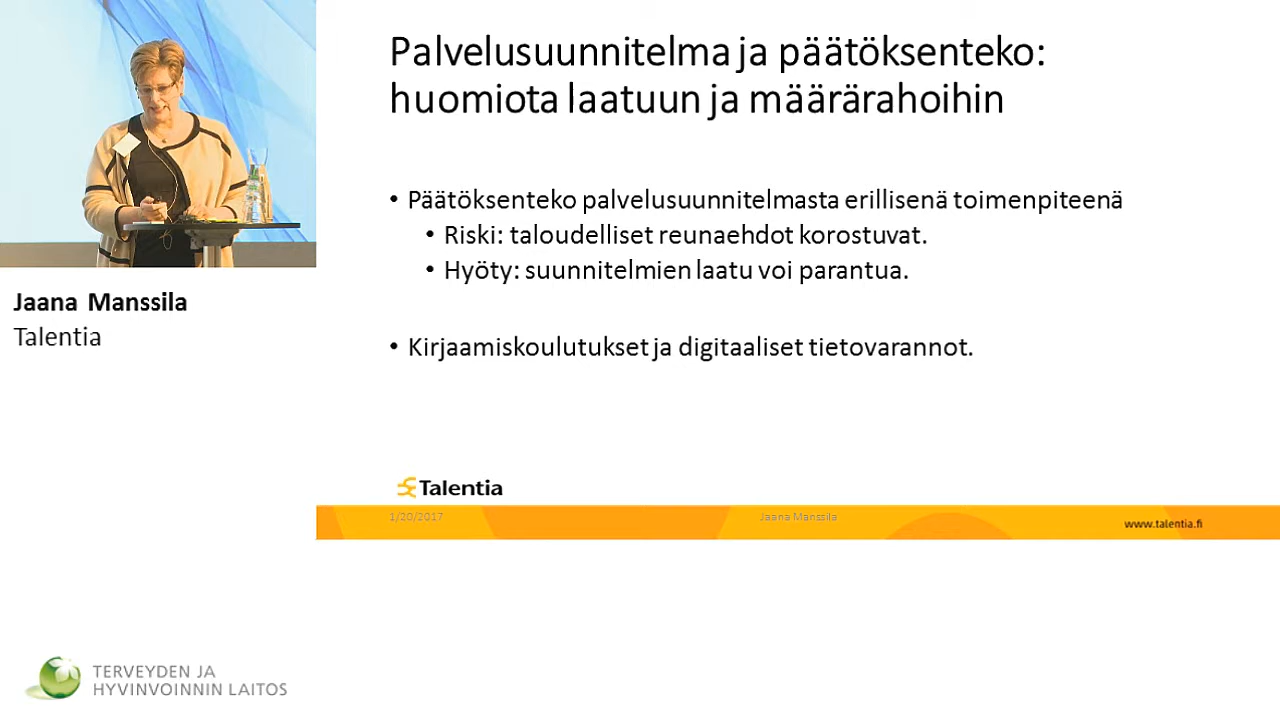 Palvelusuunnitelma ja päätöksenteko:
huomiota laatuun ja määrärahoihin
• Päätöksenteko palvelusuunnitelmasta erillisenä toimenpiteenä
• Riski: taloudelliset reunaehdot korostuvat.
• Hyöty: suunnitelmien laatu voi parantua.
• Kirjaamiskoulutukset ja digitaaliset tietovarannot.
Jaana Manssila
Talentia
Talentia
1/20/2017
Jaana Manssila
www.talentia.fi
TERVEYDEN JA
HYVINVOINNIN LAITOS